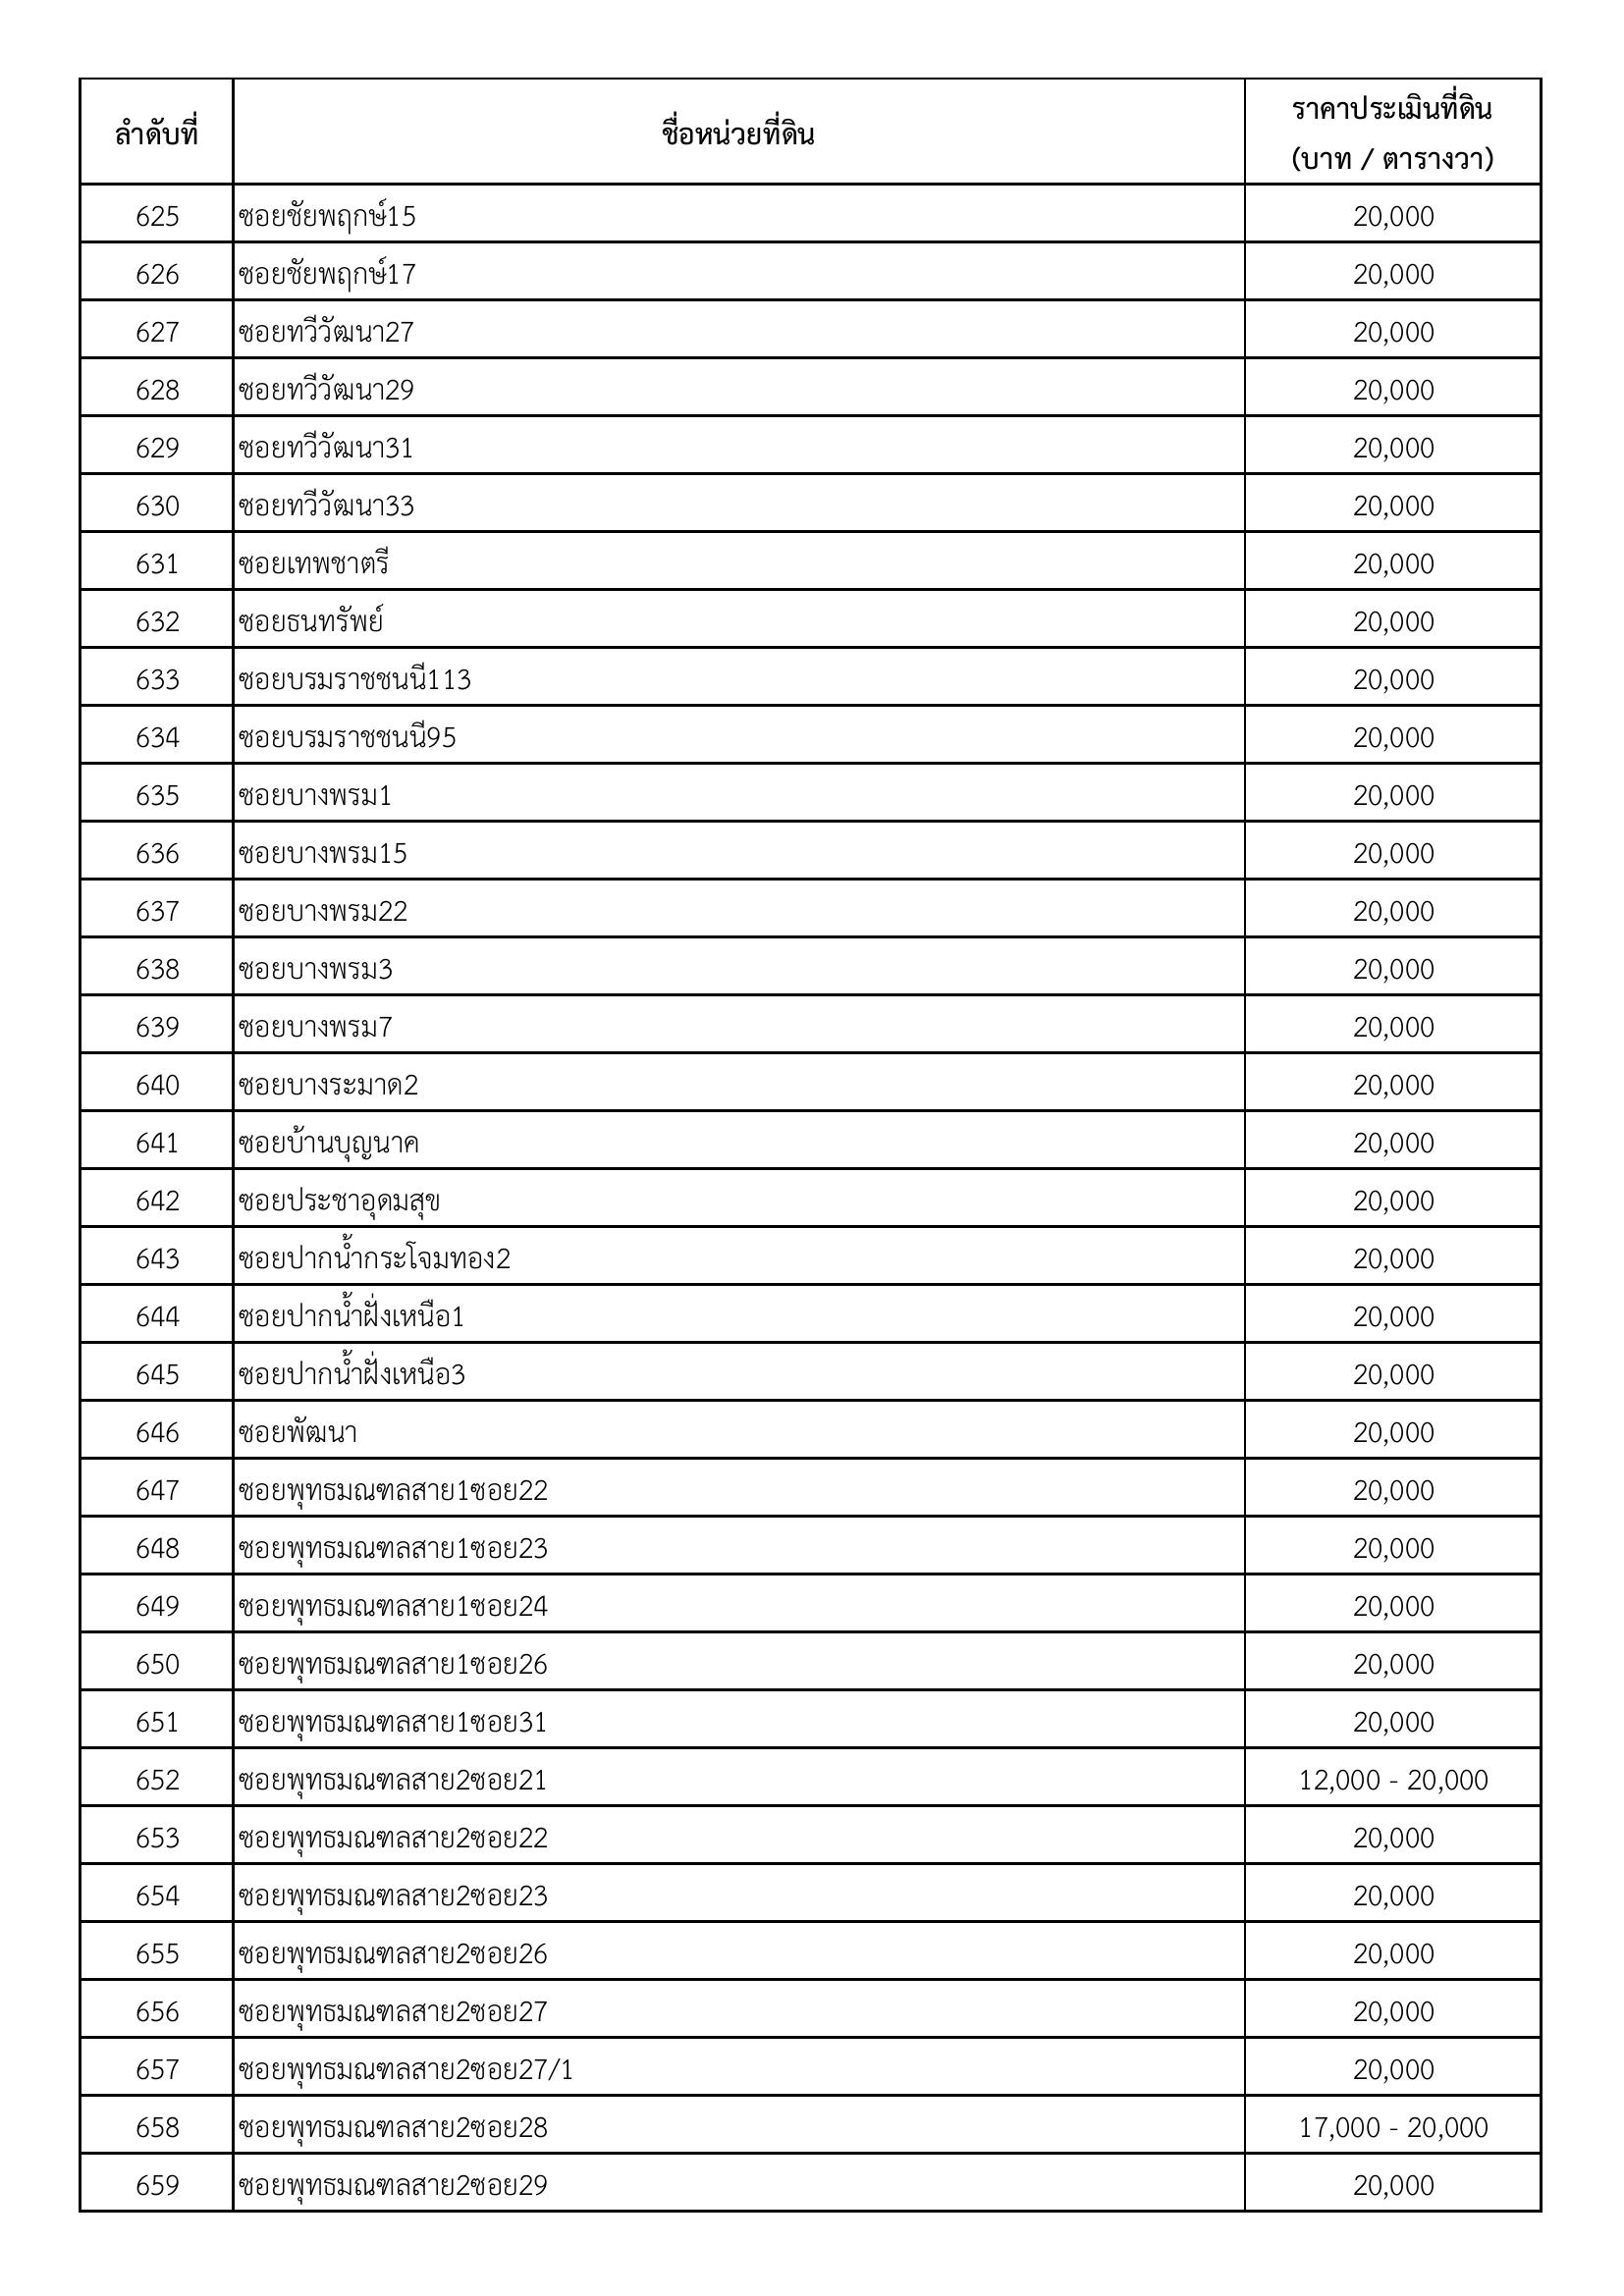 ลำดับที่ ชื่อหน่วยที่ดิน ราคาประเมินที่ดิน
(บาท / ตารางวา)
625 ซอยชัยพฤกษ์15 20,000
626 ซอยชัยพฤกษ์17 20,000
627 ซอยทวีวัฒนา27 20,000
628 ซอยทวีวัฒนา29 20,000
629 ซอยทวีวัฒนา31 20,000
630 ซอยทวีวัฒนา33 20,000
631 ซอยเทพชาตรี 20,000
632 ซอยธนทรัพย์ 20,000
633 ซอยบรมราชชนนี113 20,000
634 ซอยบรมราชชนนี95 20,000
635 ซอยบางพรม1 20,000
636 ซอยบางพรม15 20,000
637 ซอยบางพรม22 20,000
638 ซอยบางพรม3 20,000
639 ซอยบางพรม7 20,000
640 ซอยบางระมาด2 20,000
641 ซอยบ้านบุญนาค 20,000
642 ซอยประชาอุดมสุข 20,000
643 ซอยปากน้ำกระโจมทอง2 20,000
644 ซอยปากน้ำฝั่งเหนือ1 20,000
645 ซอยปากน้ำฝั่งเหนือ3 20,000
646 ซอยพัฒนา 20,000
647 ซอยพุทธมณฑลสาย1ซอย22 20,000
648 ซอยพุทธมณฑลสาย1ซอย23 20,000
649 ซอยพุทธมณฑลสาย1ซอย24 20,000
650 ซอยพุทธมณฑลสาย1ซอย26 20,000
651 ซอยพุทธมณฑลสาย1ซอย31 20,000
652 ซอยพุทธมณฑลสาย2ซอย21 12,000 - 20,000
653 ซอยพุทธมณฑลสาย2ซอย22 20,000
654 ซอยพุทธมณฑลสาย2ซอย23 20,000
655 ซอยพุทธมณฑลสาย2ซอย26 20,000
656 ซอยพุทธมณฑลสาย2ซอย27 20,000
657 ซอยพุทธมณฑลสาย2ซอย27/1 20,000
658 ซอยพุทธมณฑลสาย2ซอย28 17,000 - 20,000
659 ซอยพุทธมณฑลสาย2ซอย29 20,000